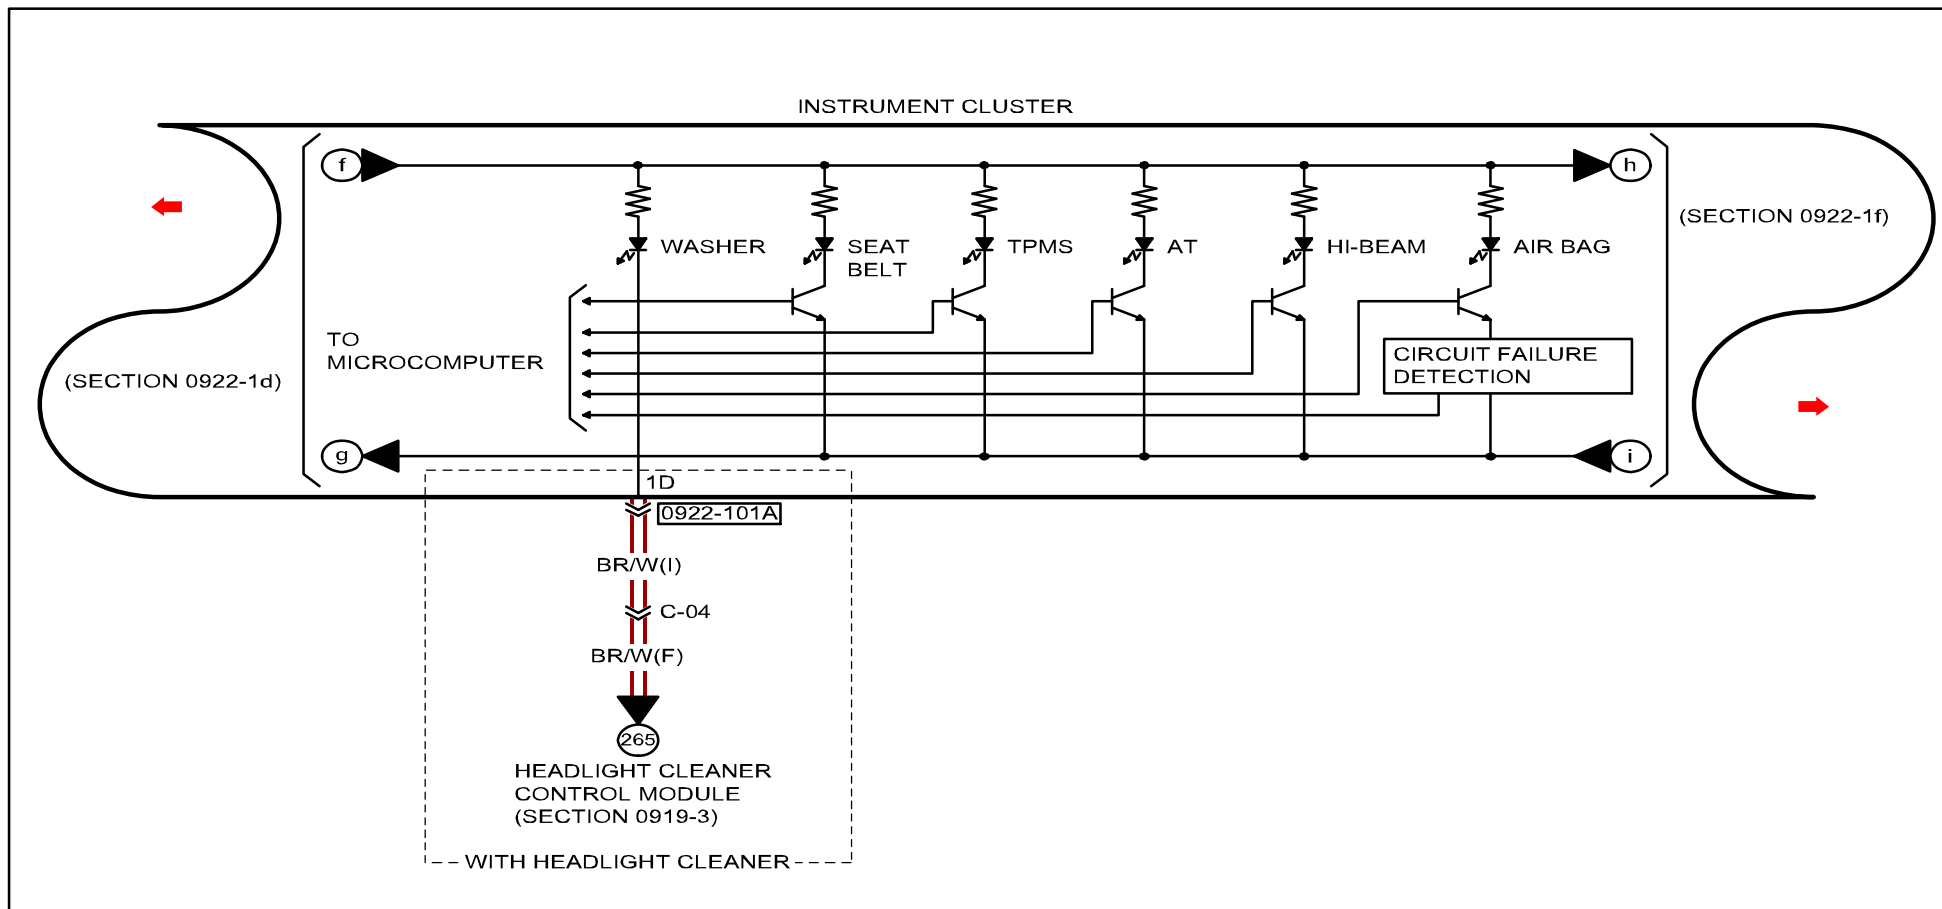 INSTRUMENT CLUSTER
f
h
(SECTION 0922-1f)
WASHER
SEAT
BELT
TPMS
AT
HI-BEAM
AIR BAG
TO
MICROCOMPUTER
CIRCUIT FAILURE
DETECTION
(SECTION 0922-1d)
g
i
1D
0922-101A
BR/W(I)
C-04
BR/W(F)
265
HEADLIGHT CLEANER
CONTROL MODULE
(SECTION 0919-3)
WITH HEADLIGHT CLEANER